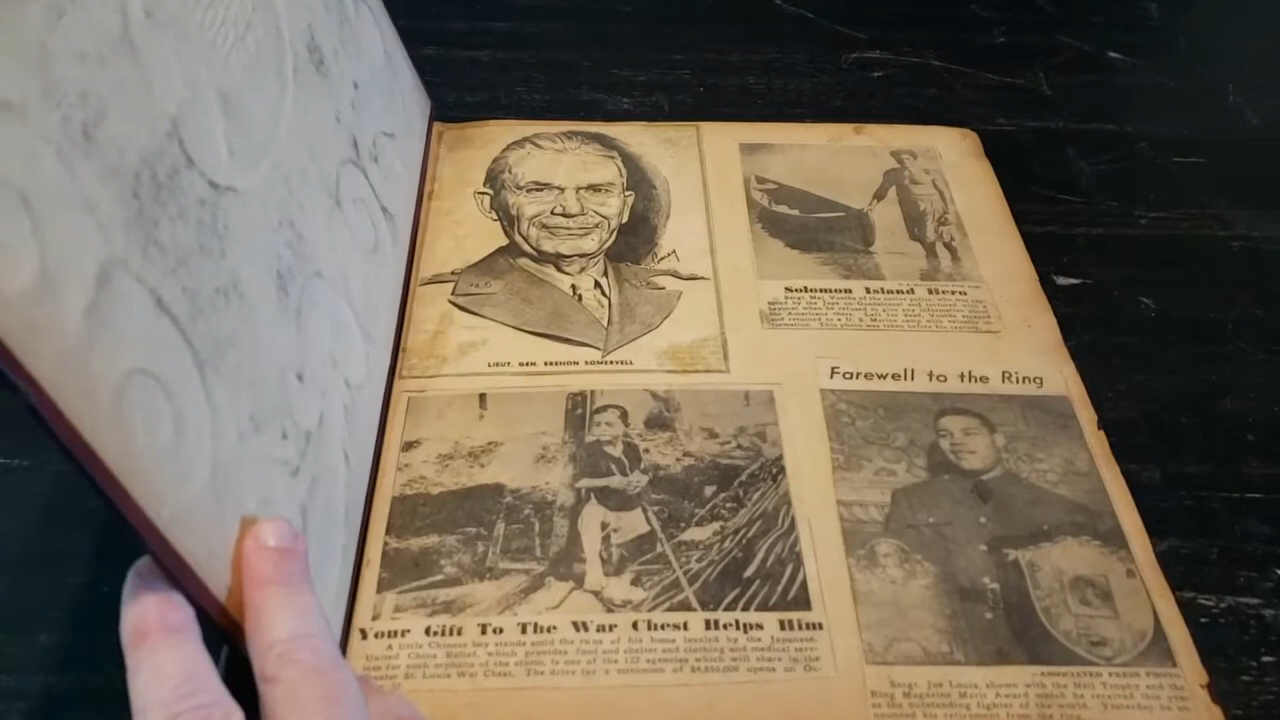 LIEUT. GEN. BREHON SOMERVELL
Solomon Island Hero
Sergt. Maj. Vootha of the native police, who was cap-
tured by the Japs on Guadalcanal and tortured with a
bayonet when he refused to give any information about
the Americans there. Left for dead, Vootha escaped
and returned to a U. S. Marine camp with valuable in-
formation. This photo was taken before his capture.
Your Gift To The War Chest Helps Him
A little Chinese boy stands amid the ruins of his home leveled by the Japanese.
United China Relief, which provides food and shelter and clothing and medical serv-
ices for such orphans of the storm, is one of the 122 agencies which will share in the
Greater St. Louis War Chest. The drive for a minimum of $4,850,000 opens on Oc-
Farewell to the Ring
—ASSOCIATED PRESS PHOTO.
Sergt. Joe Louis, shown with the Neil Trophy and the
Ring Magazine Merit Award which he received this year
as the outstanding fighter of the world. Yesterday he an-
nounced his retirement from the ring.